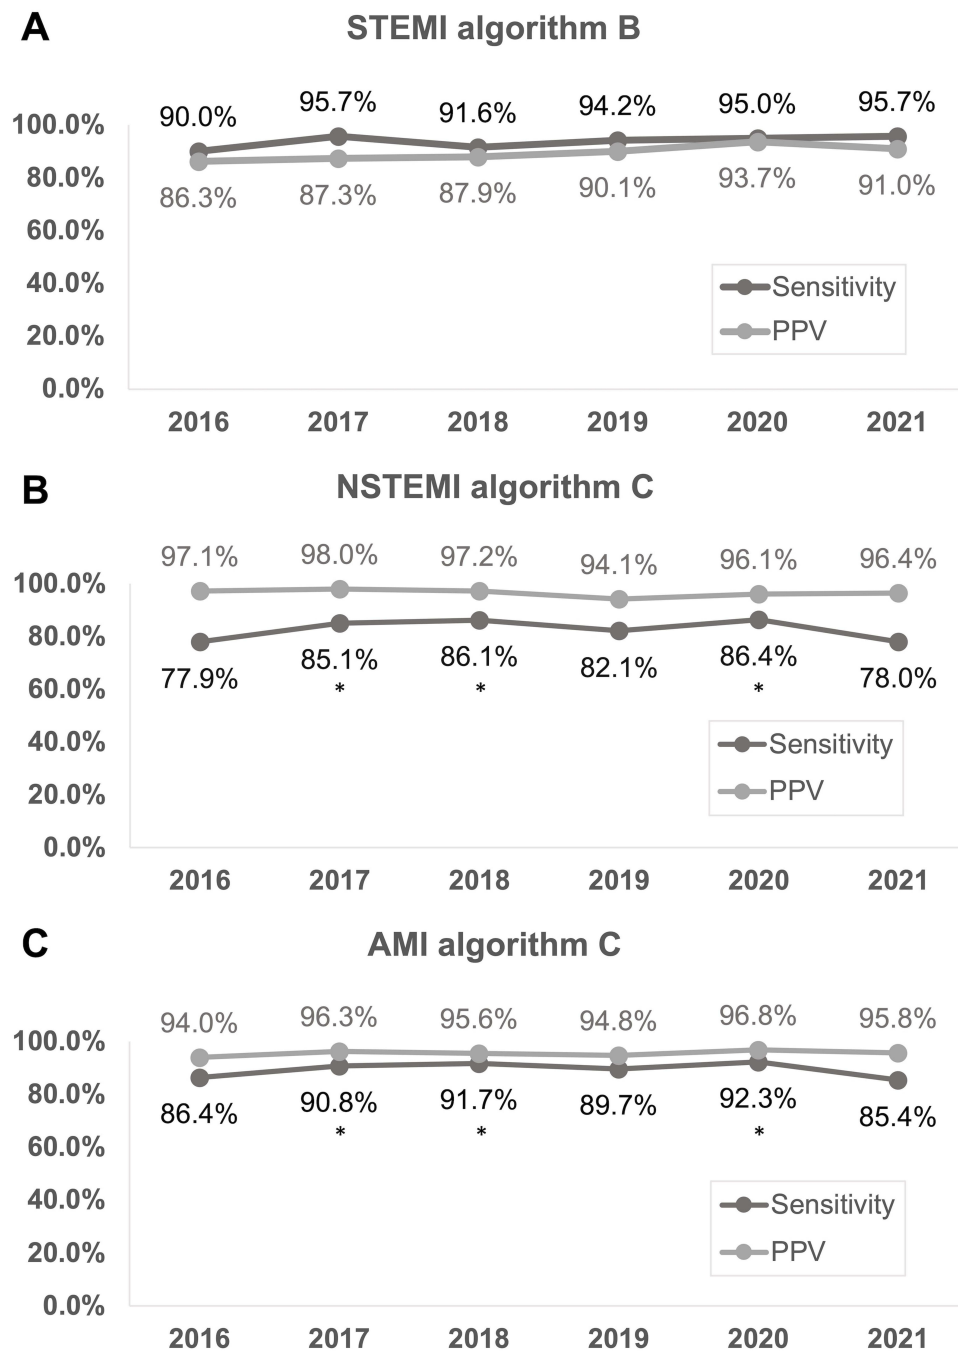 A
STEMI algorithm B
90.0% 95.7% 91.6% 94.2% 95.0% 95.7%
100.0%
80.0%
86.3% 87.3% 87.9% 90.1% 93.7% 91.0%
60.0%
40.0%
Sensitivity
20.0%
PPV
0.0%
2016 2017 2018 2019 2020 2021
B
NSTEMI algorithm C
97.1% 98.0% 97.2% 94.1% 96.1% 96.4%
100.0%
80.0%
77.9% 85.1% 86.1% 82.1% 86.4% 78.0%
* * *
60.0%
40.0%
Sensitivity
20.0%
PPV
0.0%
2016 2017 2018 2019 2020 2021
C
AMI algorithm C
94.0% 96.3% 95.6% 94.8% 96.8% 95.8%
100.0%
80.0%
86.4% 90.8% 91.7% 89.7% 92.3% 85.4%
* * *
60.0%
40.0%
Sensitivity
20.0%
PPV
0.0%
2016 2017 2018 2019 2020 2021